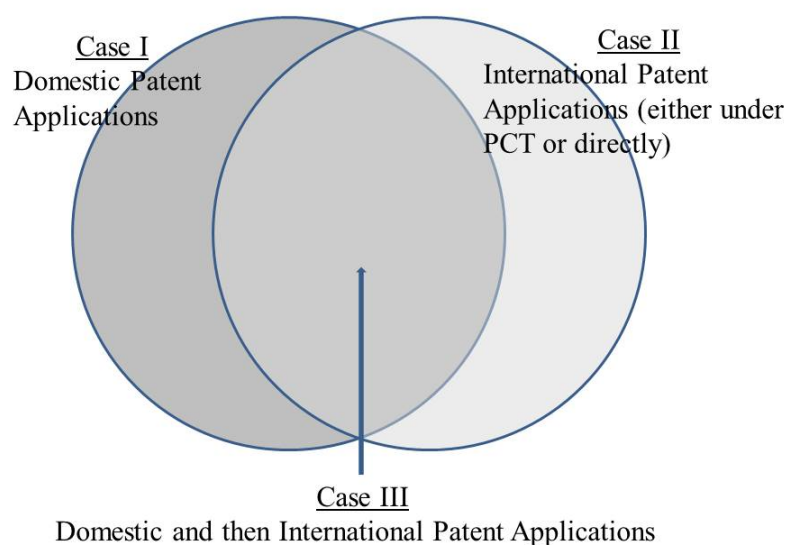 Case I
Domestic Patent
Applications
Case II
International Patent
Applications (either under
PCT or directly)
Case III
Domestic and then International Patent Applications